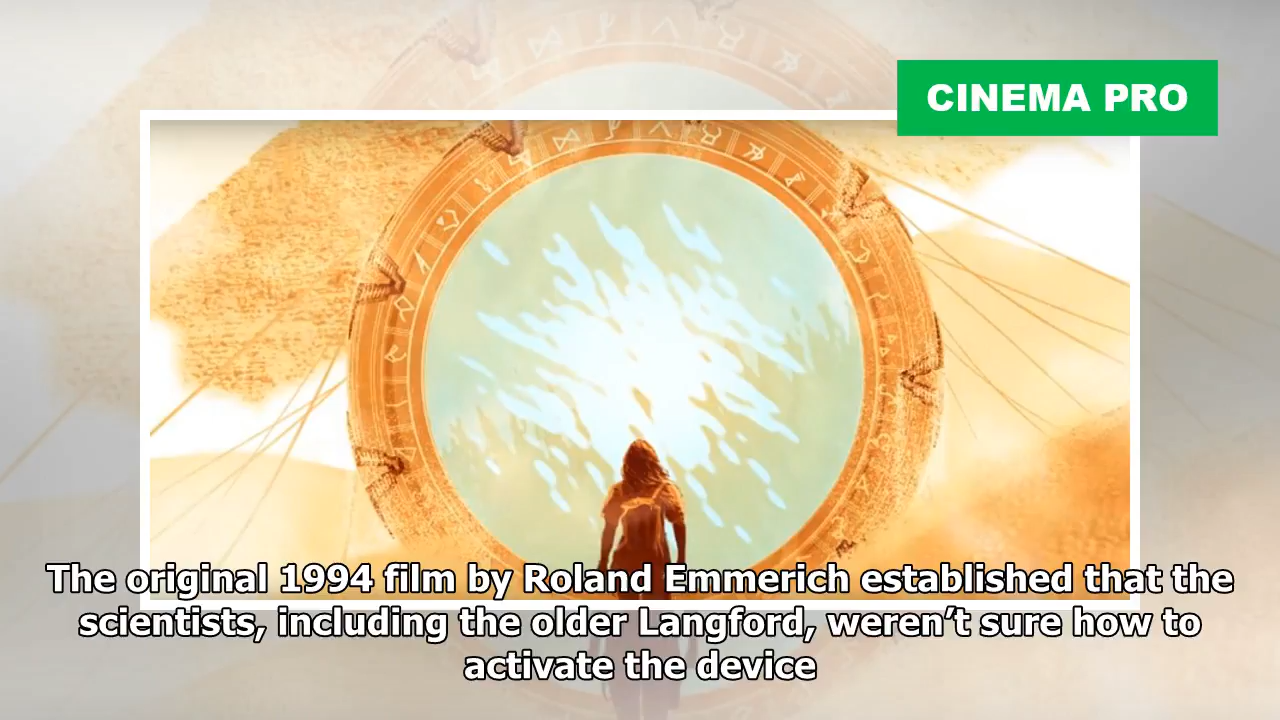 CINEMA PRO
The original 1994 film by Roland Emmerich established that the
scientists, including the older Langford, weren’t sure how to
activate the device